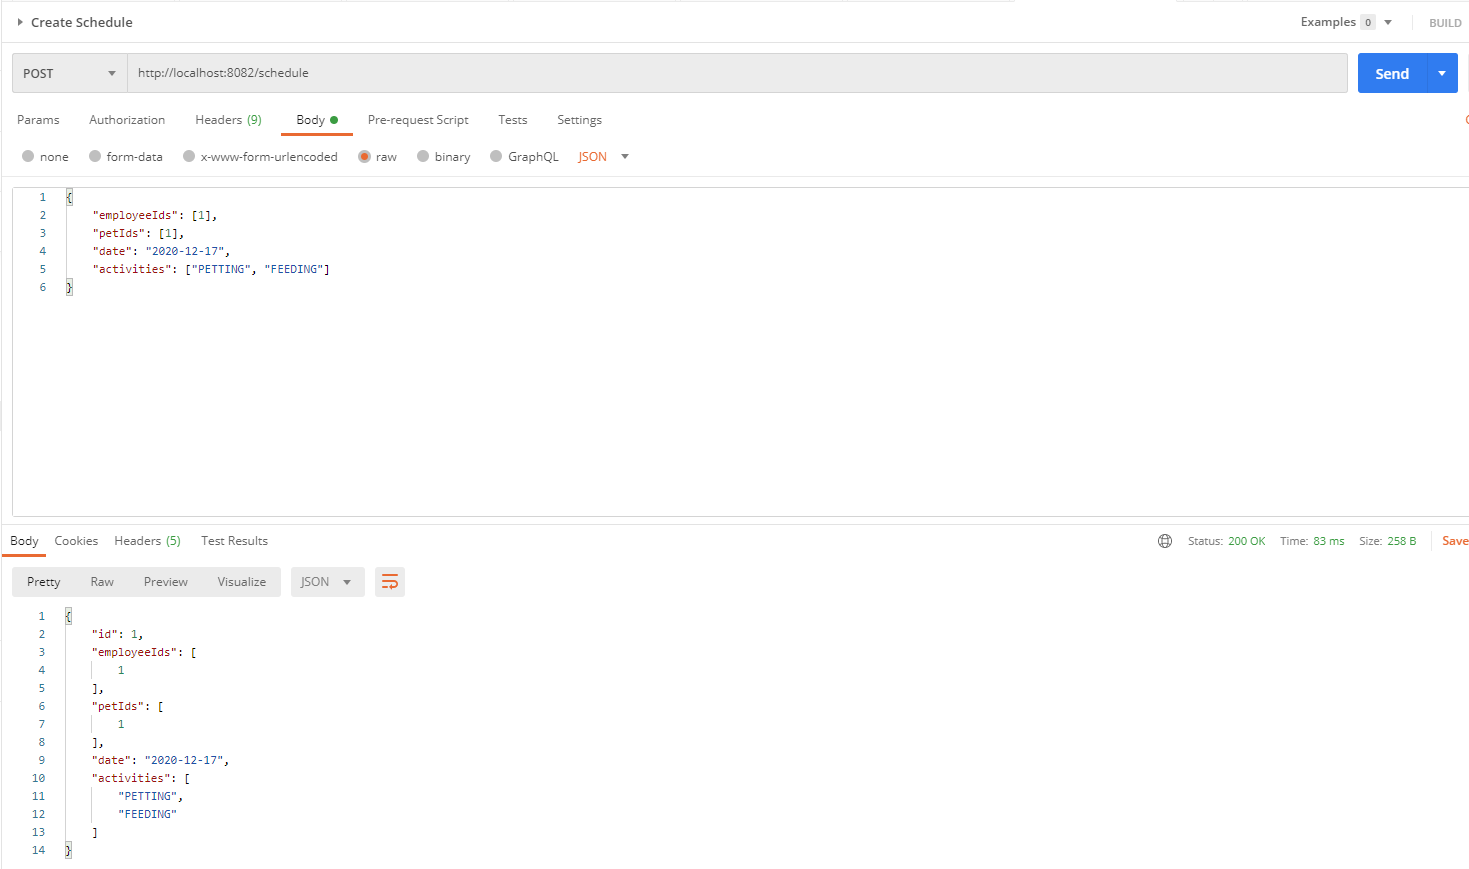 Create Schedule Examples 0 BUILD
POST http://localhost:8082/schedule Send
Params Authorization Headers (9) Body Pre-request Script Tests Settings
none form-data x-www-form-urlencoded raw binary GraphQL JSON
1 {
2 "employeeIds": [1],
3 "petIds": [1],
4 "date": "2020-12-17",
5 "activities": ["PETTING", "FEEDING"]
6 }
Body Cookies Headers (5) Test Results Status: 200 OK Time: 83 ms Size: 258 B Save
Pretty Raw Preview Visualize JSON
1 {
2 "id": 1,
3 "employeeIds": [
4 1
5 ],
6 "petIds": [
7 1
8 ],
9 "date": "2020-12-17",
10 "activities": [
11 "PETTING",
12 "FEEDING"
13 ]
14 }